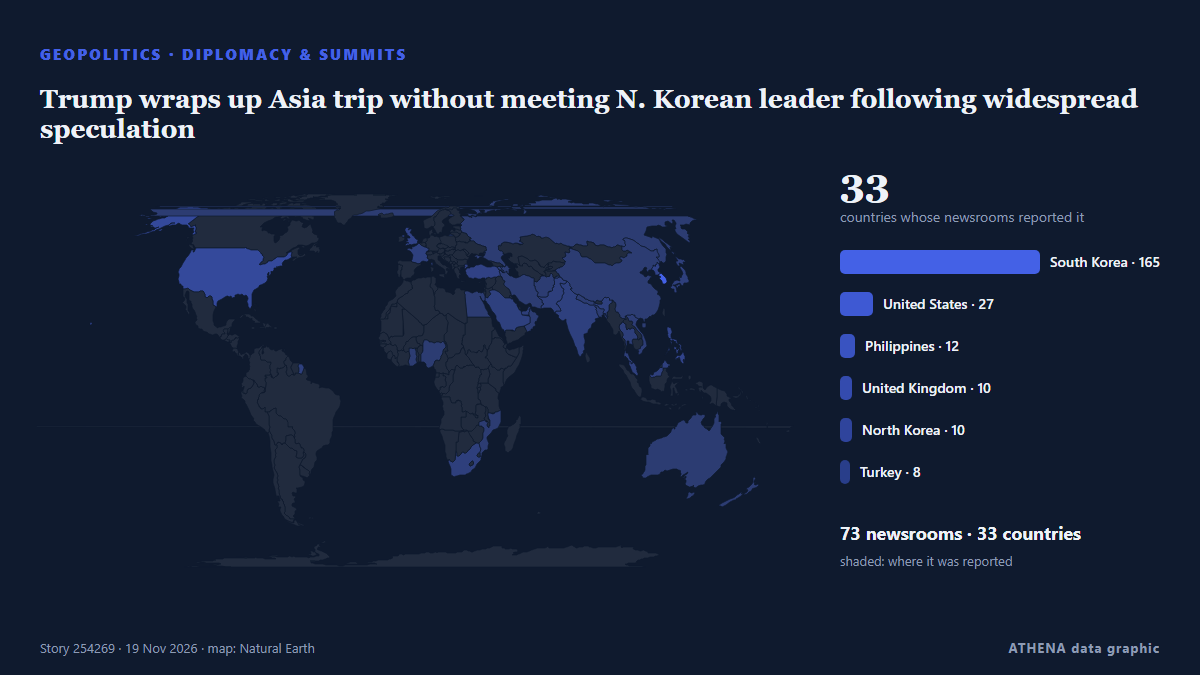 GEOPOLITICS · DIPLOMACY & SUMMITS
Trump wraps up Asia trip without meeting N. Korean leader following widespread
speculation
33
countries whose newsrooms reported it
South Korea · 165
United States · 27
Philippines · 12
United Kingdom · 10
North Korea · 10
Turkey · 8
73 newsrooms · 33 countries
shaded: where it was reported
Story 254269 · 19 Nov 2026 · map: Natural Earth
ATHENA data graphic